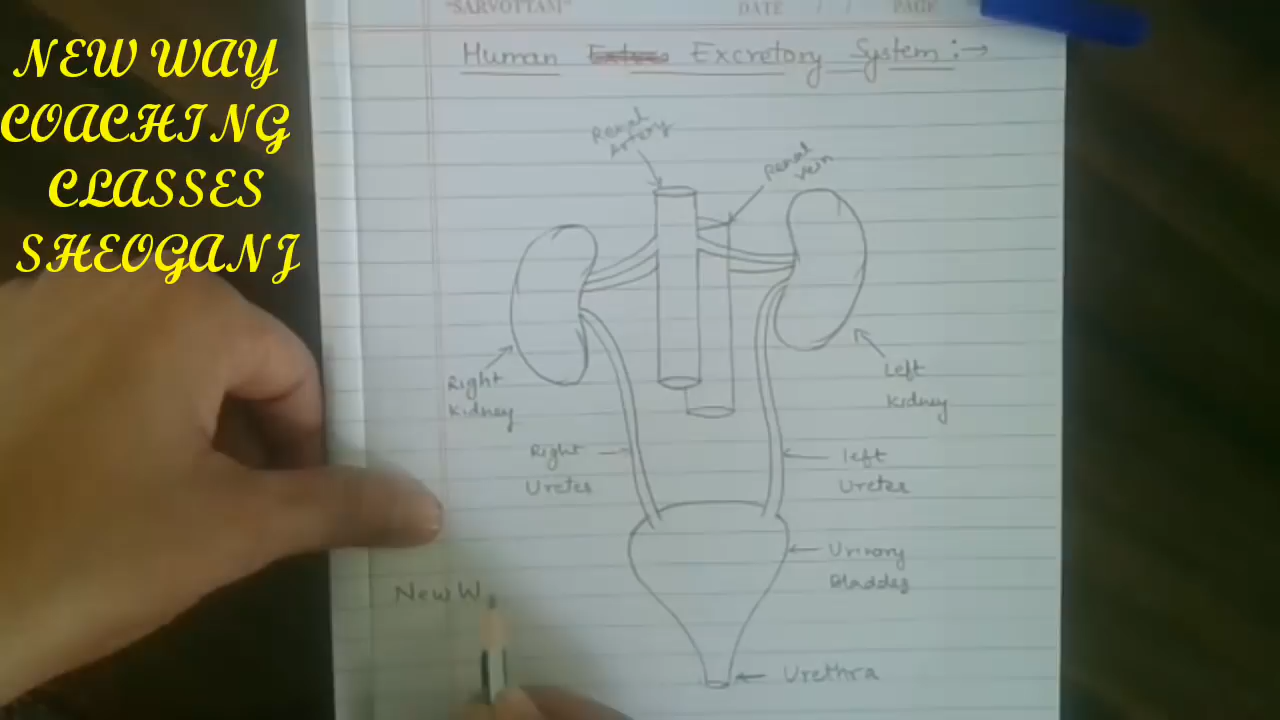 NEW WAY
COACHING
CLASSES
SHEOGANJ
"SARVOTTAM" DATE / / PAGE
Human Excretory System :→
Renal
Artery
Renal
vein
Right
Kidney
Left
Kidney
Right
Ureter
left
Ureter
Urinary
Bladder
New W
Urethra